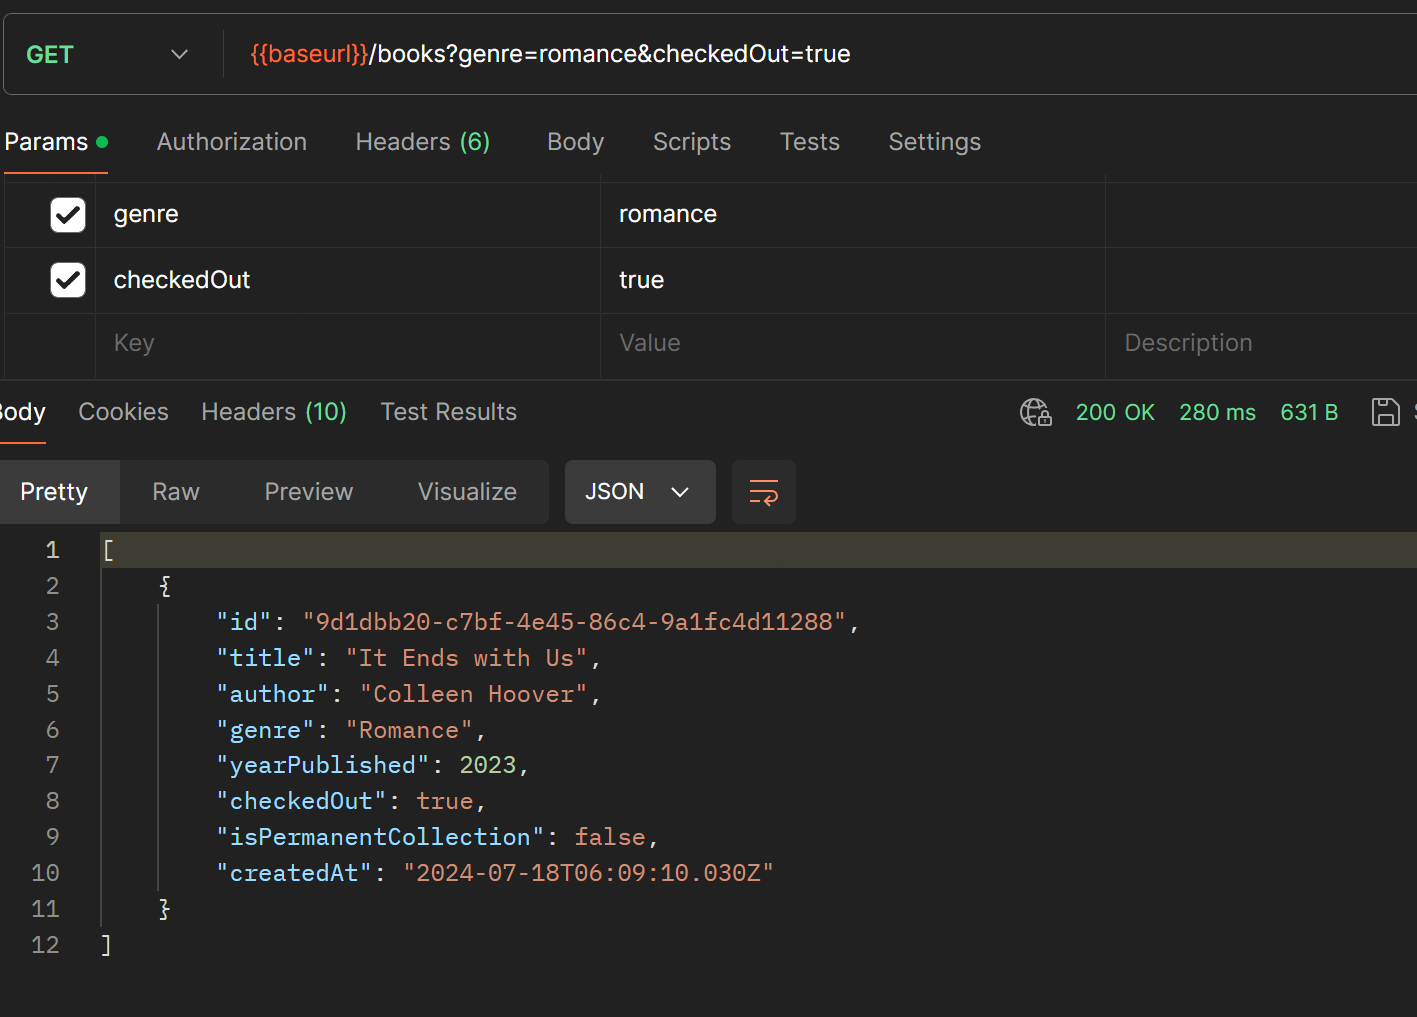 GET {{baseurl}}/books?genre=romance&checkedOut=true
Params Authorization Headers (6) Body Scripts Tests Settings
genre romance
checkedOut true
Key Value Description
Body Cookies Headers (10) Test Results 200 OK 280 ms 631 B
Pretty Raw Preview Visualize JSON
1 [
2 {
3 "id": "9d1dbb20-c7bf-4e45-86c4-9a1fc4d11288",
4 "title": "It Ends with Us",
5 "author": "Colleen Hoover",
6 "genre": "Romance",
7 "yearPublished": 2023,
8 "checkedOut": true,
9 "isPermanentCollection": false,
10 "createdAt": "2024-07-18T06:09:10.030Z"
11 }
12 ]